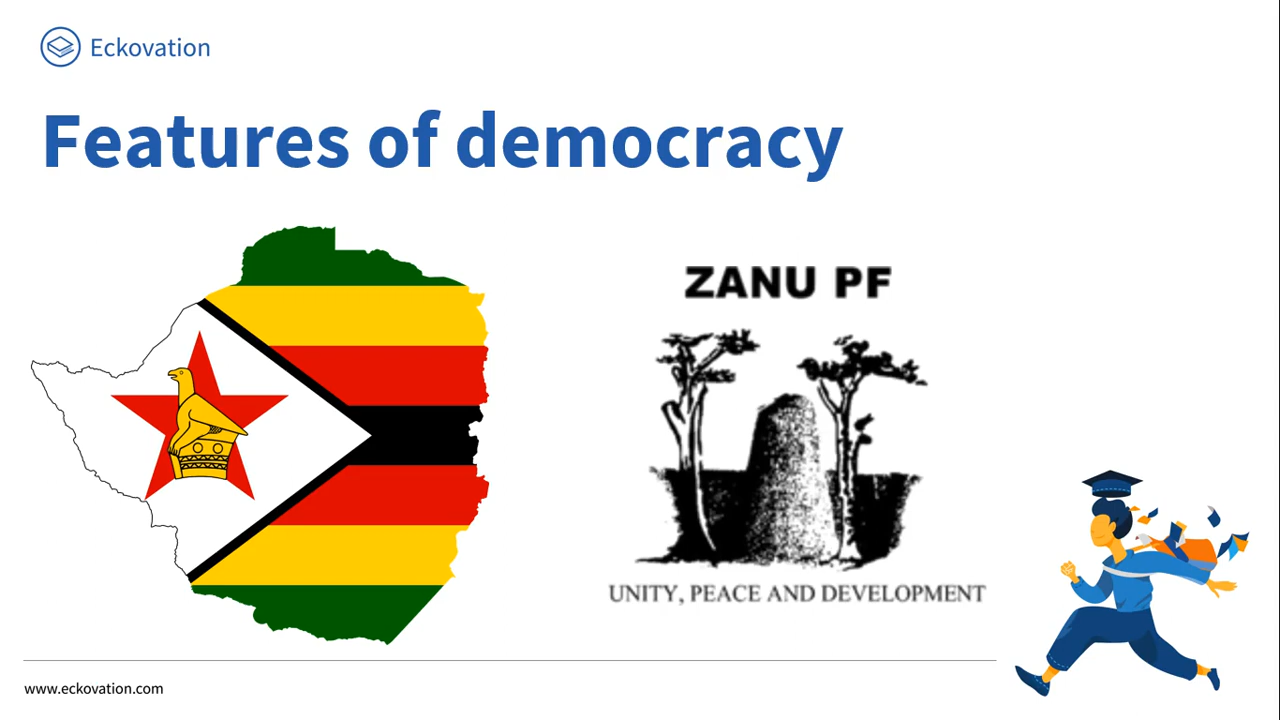 Eckovation
Features of democracy
ZANU PF
UNITY, PEACE AND DEVELOPMENT
www.eckovation.com